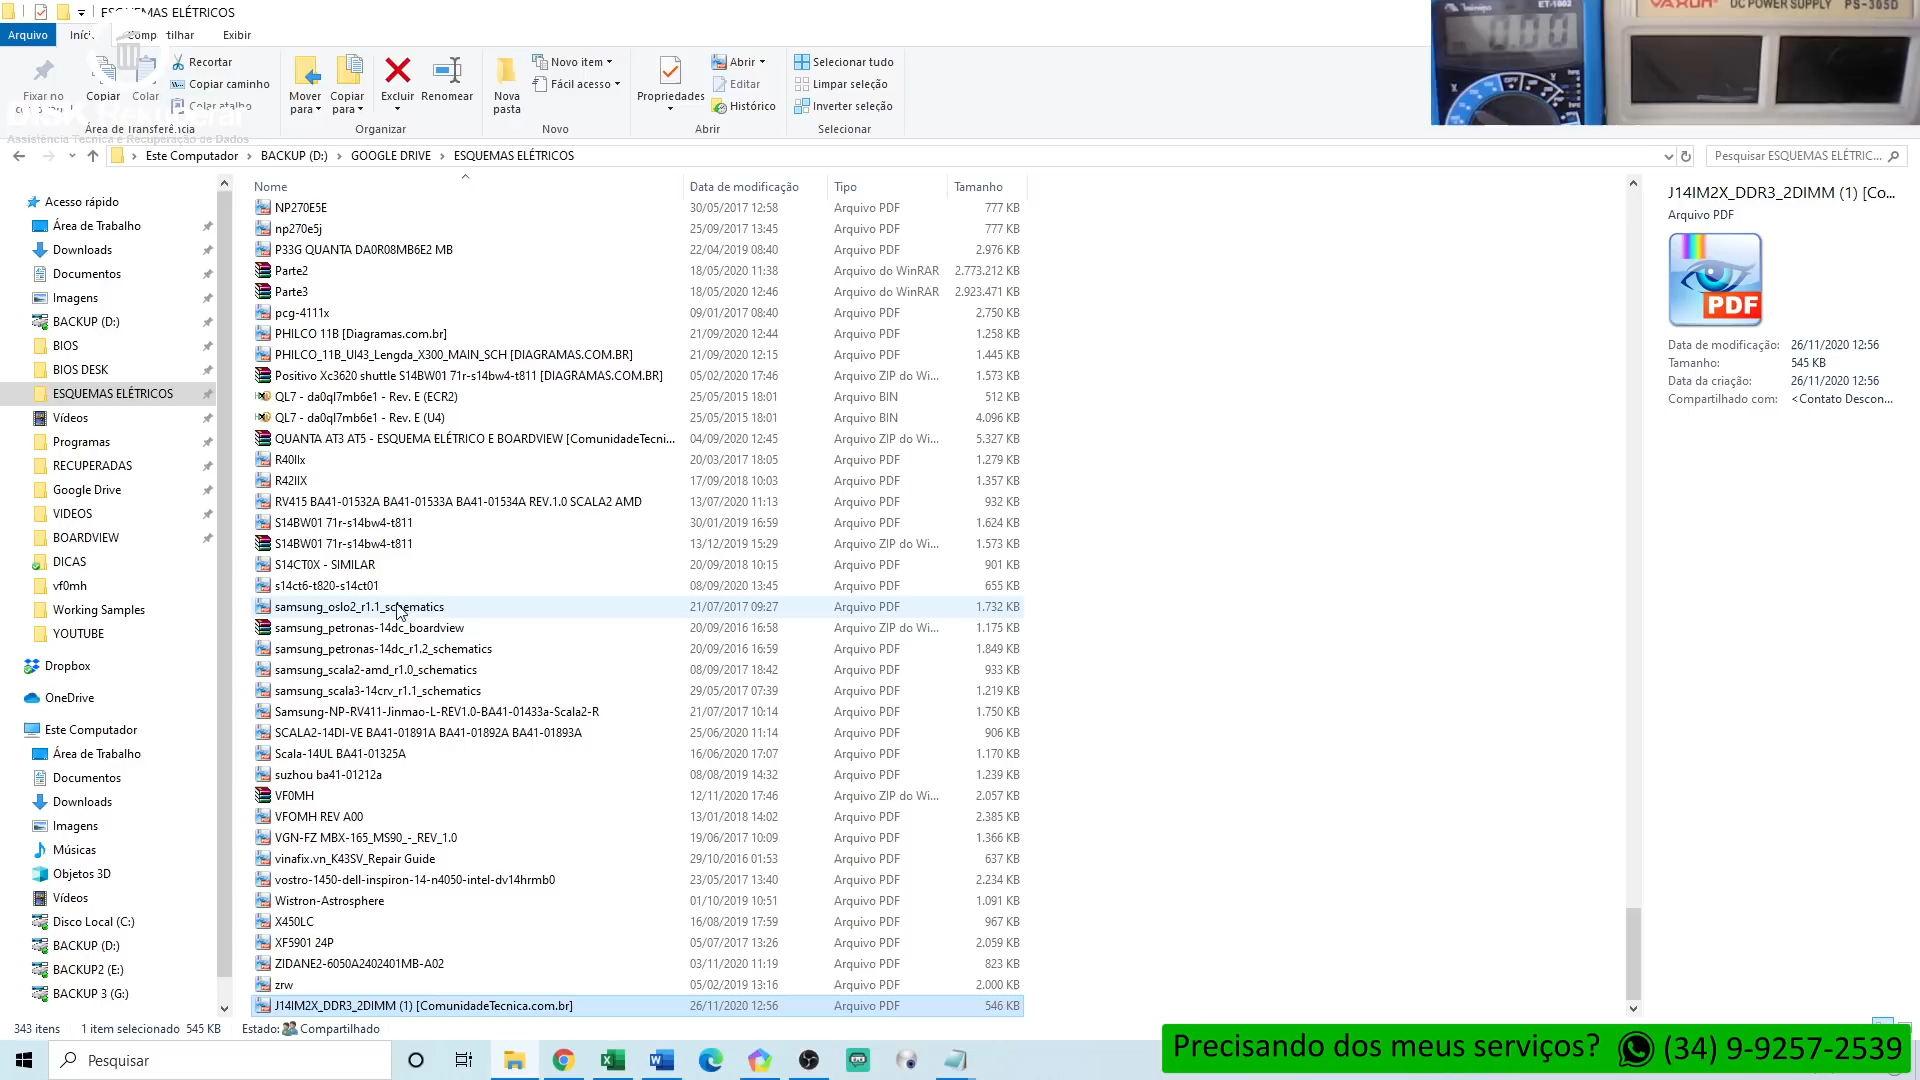 ESQUEMAS ELÉTRICOS
Arquivo
Compartilhar
Exibir
Recortar
Copiar caminho
Copiar atalho
Fixar no
Copiar
Colar
Área de Transferência
Mover para
Copiar para
Excluir
Renomear
Organizar
Nova pasta
Novo item
Fácil acesso
Novo
Propriedades
Abrir
Editar
Histórico
Abrir
Selecionar tudo
Limpar seleção
Inverter seleção
Selecionar
Assistência Técnica e Recuperação de Dados
ET-1002
DC POWER SUPPLY PS-305D
Este Computador > BACKUP (D:) > GOOGLE DRIVE > ESQUEMAS ELÉTRICOS
Pesquisar ESQUEMAS ELÉTRIC...
Acesso rápido
Área de Trabalho
Downloads
Documentos
Imagens
BACKUP (D:)
BIOS
BIOS DESK
ESQUEMAS ELÉTRICOS
Vídeos
Programas
RECUPERADAS
Google Drive
VIDEOS
BOARDVIEW
DICAS
vf0mh
Working Samples
YOUTUBE
Dropbox
OneDrive
Este Computador
Área de Trabalho
Documentos
Downloads
Imagens
Músicas
Objetos 3D
Vídeos
Disco Local (C:)
BACKUP (D:)
BACKUP2 (E:)
BACKUP 3 (G:)
Nome Data de modificação Tipo Tamanho
NP270E5E 30/05/2017 12:58 Arquivo PDF 777 KB
np270e5j 25/09/2017 13:45 Arquivo PDF 777 KB
P33G QUANTA DA0R08MB6E2 MB 22/04/2019 08:40 Arquivo PDF 2.976 KB
Parte2 18/05/2020 11:38 Arquivo do WinRAR 2.773.212 KB
Parte3 18/05/2020 12:46 Arquivo do WinRAR 2.923.471 KB
pcg-4111x 09/01/2017 08:40 Arquivo PDF 2.750 KB
PHILCO 11B [Diagramas.com.br] 21/09/2020 12:44 Arquivo PDF 1.258 KB
PHILCO_11B_UI43_Lengda_X300_MAIN_SCH [DIAGRAMAS.COM.BR] 21/09/2020 12:15 Arquivo PDF 1.445 KB
Positivo Xc3620 shuttle S14BW01 71r-s14bw4-t811 [DIAGRAMAS.COM.BR] 05/02/2020 17:46 Arquivo ZIP do Wi... 1.573 KB
QL7 - da0ql7mb6e1 - Rev. E (ECR2) 25/05/2015 18:01 Arquivo BIN 512 KB
QL7 - da0ql7mb6e1 - Rev. E (U4) 25/05/2015 18:01 Arquivo BIN 4.096 KB
QUANTA AT3 AT5 - ESQUEMA ELÉTRICO E BOARDVIEW [ComunidadeTecni... 04/09/2020 12:45 Arquivo ZIP do Wi... 5.327 KB
R40IIx 20/03/2017 18:05 Arquivo PDF 1.279 KB
R42IIX 17/09/2018 10:03 Arquivo PDF 1.357 KB
RV415 BA41-01532A BA41-01533A BA41-01534A REV.1.0 SCALA2 AMD 13/07/2020 11:13 Arquivo PDF 932 KB
S14BW01 71r-s14bw4-t811 30/01/2019 16:59 Arquivo PDF 1.624 KB
S14BW01 71r-s14bw4-t811 13/12/2019 15:29 Arquivo ZIP do Wi... 1.573 KB
S14CT0X - SIMILAR 20/09/2018 10:15 Arquivo PDF 901 KB
s14ct6-t820-s14ct01 08/09/2020 13:45 Arquivo PDF 655 KB
samsung_oslo2_r1.1_schematics 21/07/2017 09:27 Arquivo PDF 1.732 KB
samsung_petronas-14dc_boardview 20/09/2016 16:58 Arquivo ZIP do Wi... 1.175 KB
samsung_petronas-14dc_r1.2_schematics 20/09/2016 16:59 Arquivo PDF 1.849 KB
samsung_scala2-amd_r1.0_schematics 08/09/2017 18:42 Arquivo PDF 933 KB
samsung_scala3-14crv_r1.1_schematics 29/05/2017 07:39 Arquivo PDF 1.219 KB
Samsung-NP-RV411-Jinmao-L-REV1.0-BA41-01433a-Scala2-R 21/07/2017 10:14 Arquivo PDF 1.750 KB
SCALA2-14DI-VE BA41-01891A BA41-01892A BA41-01893A 25/06/2020 11:14 Arquivo PDF 906 KB
Scala-14UL BA41-01325A 16/06/2020 17:07 Arquivo PDF 1.170 KB
suzhou ba41-01212a 08/08/2019 14:32 Arquivo PDF 1.239 KB
VF0MH 12/11/2020 17:46 Arquivo ZIP do Wi... 2.057 KB
VFOMH REV A00 13/01/2018 14:02 Arquivo PDF 2.385 KB
VGN-FZ MBX-165_MS90_-_REV_1.0 19/06/2017 10:09 Arquivo PDF 1.366 KB
vinafix.vn_K43SV_Repair Guide 29/10/2016 01:53 Arquivo PDF 637 KB
vostro-1450-dell-inspiron-14-n4050-intel-dv14hrmb0 23/05/2017 13:40 Arquivo PDF 2.234 KB
Wistron-Astrosphere 01/10/2019 10:51 Arquivo PDF 1.091 KB
X450LC 16/08/2019 17:59 Arquivo PDF 967 KB
XF5901 24P 05/07/2017 13:26 Arquivo PDF 2.059 KB
ZIDANE2-6050A2402401MB-A02 03/11/2020 11:19 Arquivo PDF 823 KB
zrw 05/02/2019 13:16 Arquivo PDF 2.000 KB
J14IM2X_DDR3_2DIMM (1) [ComunidadeTecnica.com.br] 26/11/2020 12:56 Arquivo PDF 546 KB
J14IM2X_DDR3_2DIMM (1) [Co...
Arquivo PDF
PDF
Data de modificação: 26/11/2020 12:56
Tamanho: 545 KB
Data da criação: 26/11/2020 12:56
Compartilhado com: <Contato Descon...
343 itens 1 item selecionado 545 KB Estado: Compartilhado
Pesquisar
Precisando dos meus serviços? (34) 9-9257-2539